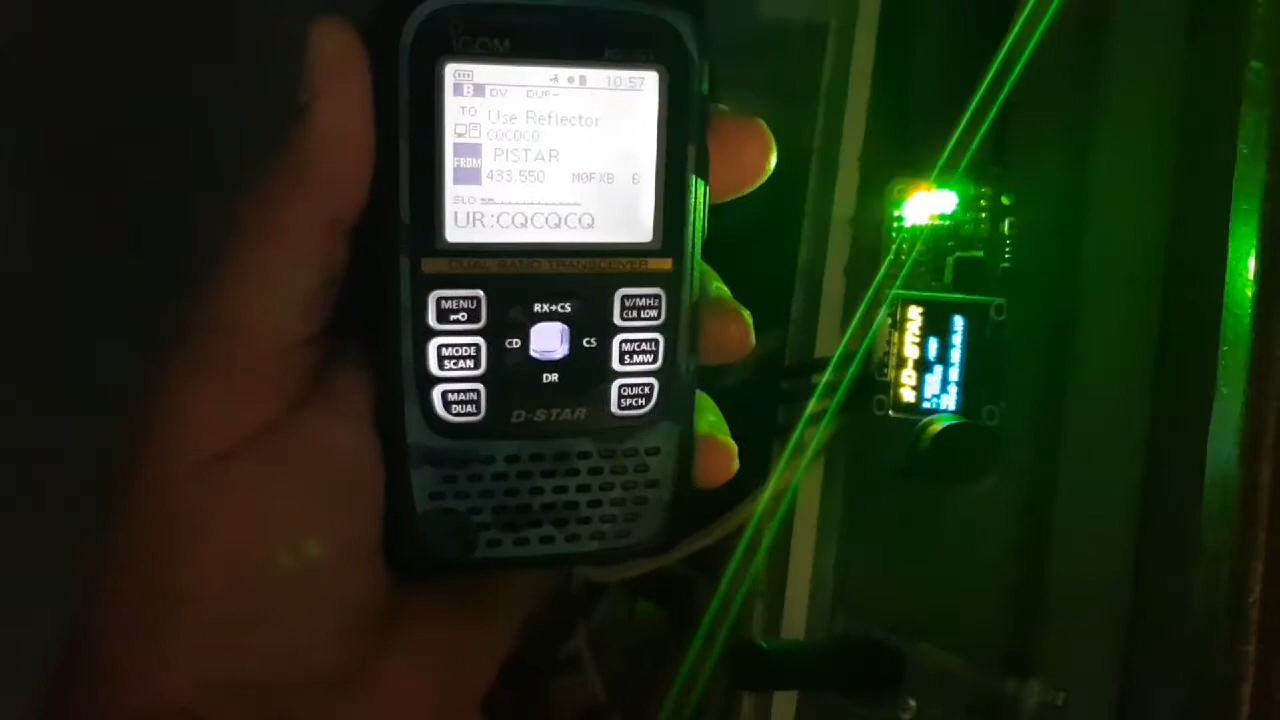 iCOM
10:57
B DV DUP-
TO Use Reflector
CQCQCQ
FROM PISTAR
433.550 M0FXB B
SLO
UR:CQCQCQ
DUAL BAND TRANSCEIVER
MENU
RX→CS
V/MHz
CLR LOW
MODE
SCAN
CD
CS
M/CALL
S.MW
DR
MAIN
DUAL
QUICK
SPCH
D-STAR
D-STAR